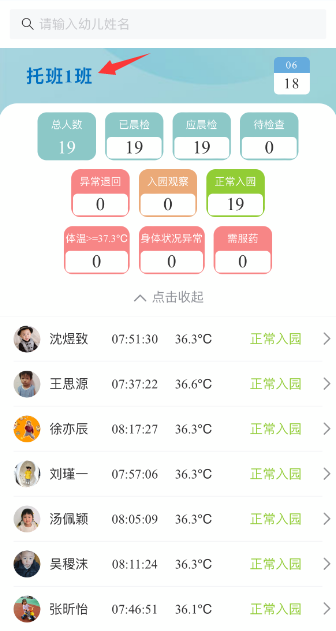 请输入幼儿姓名
托班1班
06
18
总人数 已晨检 应晨检 待检查
19 19 19 0
异常退回 入园观察 正常入园
0 0 19
体温>=37.3℃ 身体状况异常 需服药
0 0 0
点击收起
沈煜致 07:51:30 36.3℃ 正常入园
王思源 07:37:22 36.6℃ 正常入园
徐亦辰 08:17:27 36.3℃ 正常入园
刘瑾一 07:57:06 36.3℃ 正常入园
汤佩颖 08:05:09 36.3℃ 正常入园
吴稷沫 08:11:24 36.3℃ 正常入园
张昕怡 07:46:51 36.1℃ 正常入园